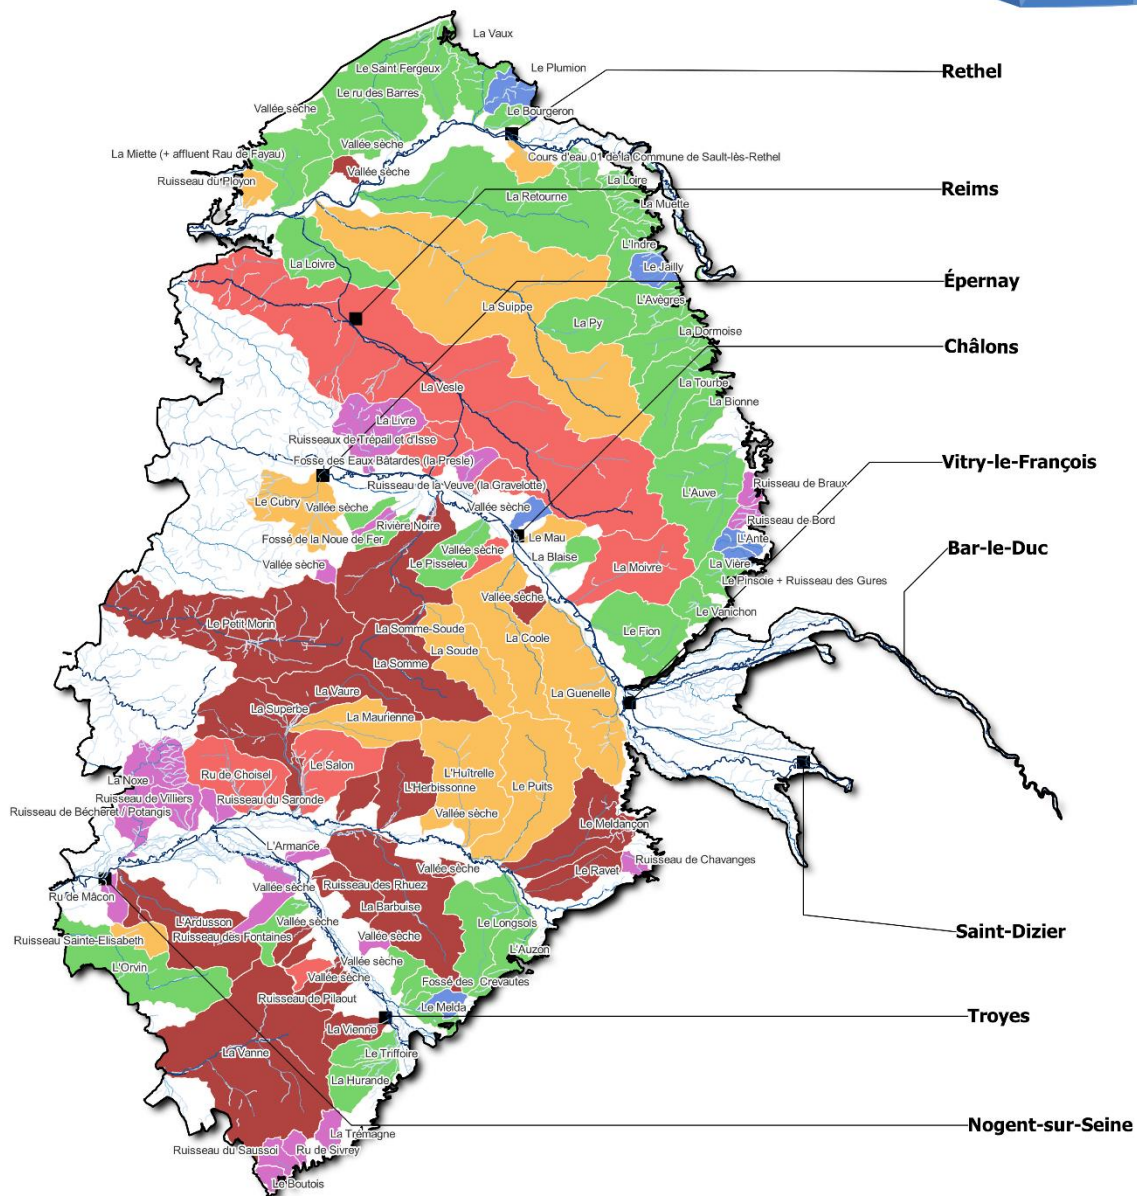 La Vaux
Le Plumion
Le Saint Fergeux
Rethel
Le ru des Barres
Vallée sèche
Le Bourgeron
Vallée sèche
La Miette (+ affluent Rau de Fayau)
Cours d'eau 01 de la Commune de Sault-lès-Rethel
Vallée sèche
Ruisseau du Ployon
La Loire
Reims
La Retourne
La Muette
L'Indre
La Loivre
Le Jailly
Épernay
L'Avègres
La Suippe
La Py
La Dormoise
Châlons
La Tourbe
La Vesle
La Bionne
La Livre
Ruisseaux de Trépail et d'Isse
Fosse des Eaux Bâtardes (la Presle)
Vitry-le-François
Ruisseau de la Veuve (la Gravelotte)
Ruisseau de Braux
L'Auve
Le Cubry
Vallée sèche
Vallée sèche
Ruisseau de Bord
Rivière Noire
Fossé de la Noue de Fer
Le Mau
L'Ante
Bar-le-Duc
Vallée sèche
La Blaise
Le Pisseleu
La Vière
Vallée sèche
La Moivre
Le Pinsoie + Ruisseau des Gures
Vallée sèche
Le Vanichon
Le Petit Morin
La Somme-Soude
Le Fion
La Coole
La Soude
La Somme
La Vaure
La Guenelle
La Superbe
La Maurienne
Le Salon
Ru de Choisel
L'Huîtrelle
La Noxe
L'Herbissonne
Le Puits
Ruisseau de Villiers
Ruisseau du Saronde
Ruisseau de Bécheret / Potangis
Vallée sèche
Le Meldançon
L'Armance
Ruisseau de Chavanges
Vallée sèche
Le Ravet
Vallée sèche
Ruisseau des Rhuez
Ru de Mâcon
La Barbuise
L'Ardusson
Vallée sèche
Le Longsols
Saint-Dizier
Ruisseau des Fontaines
Vallée sèche
Ruisseau Sainte-Elisabeth
L'Auzon
Vallée sèche
L'Orvin
Vallée sèche
Fossé des Crevautes
Ruisseau de Pilaout
Le Melda
Troyes
La Vienne
La Vanne
Le Triffoire
La Hurande
Nogent-sur-Seine
La Trémagne
Ruisseau du Saussoi
Ru de Sivrey
Le Boutois